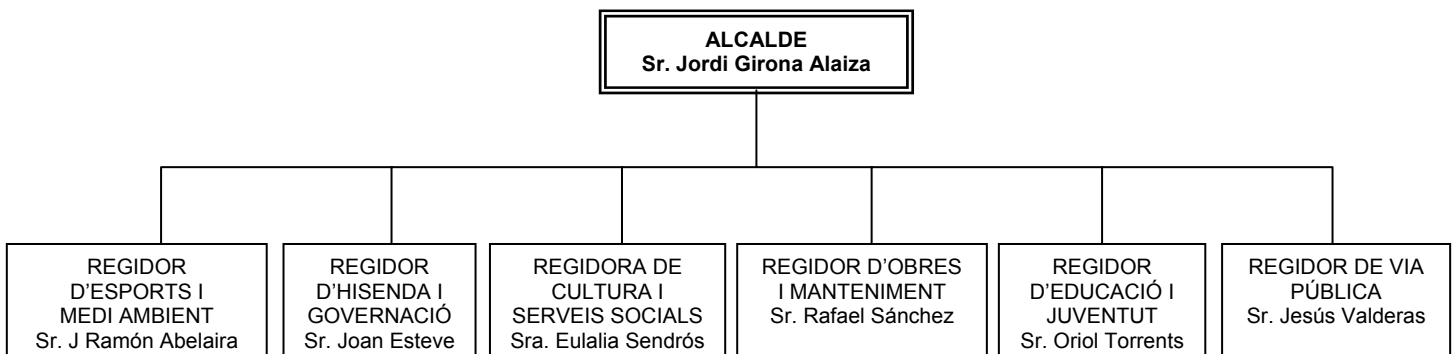 ALCALDE
Sr. Jordi Girona Alaiza
REGIDOR
D'ESPORTS I
MEDI AMBIENT
Sr. J Ramón Abelaira
REGIDOR
D'HISENDA I
GOVERNACIÓ
Sr. Joan Esteve
REGIDORA DE
CULTURA I
SERVEIS SOCIALS
Sra. Eulalia Sendrós
REGIDOR D'OBRES
I MANTENIMENT
Sr. Rafael Sánchez
REGIDOR
D'EDUCACIÓ I
JUVENTUT
Sr. Oriol Torrents
REGIDOR DE VIA
PÚBLICA
Sr. Jesús Valderas